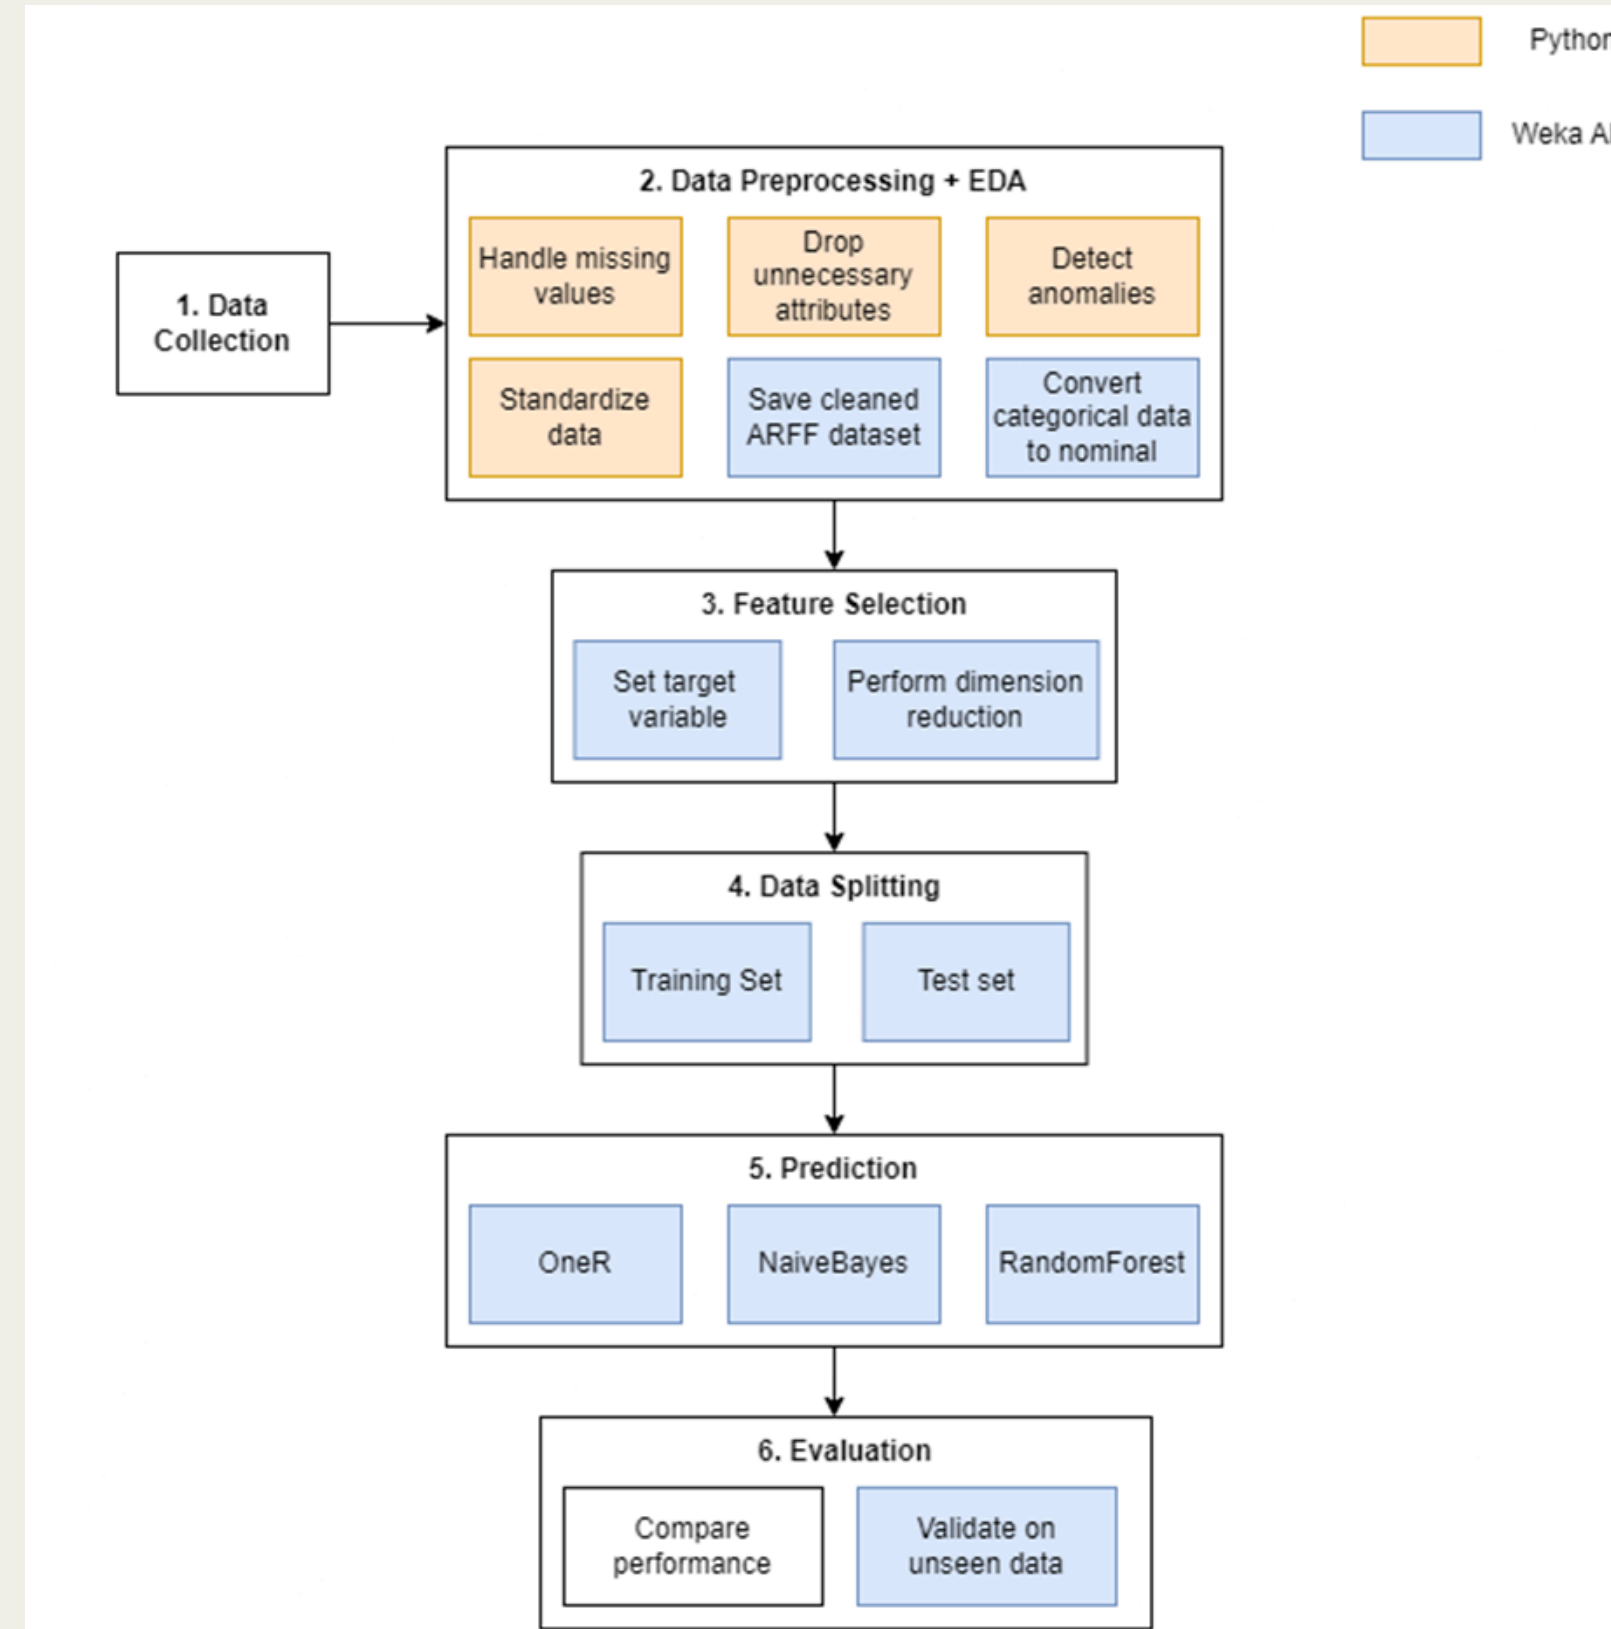 Python
Weka
2. Data Preprocessing + EDA
Handle missing
values
Drop
unnecessary
attributes
Detect
anomalies
1. Data
Collection
Standardize
data
Save cleaned
ARFF dataset
Convert
categorical data
to nominal
3. Feature Selection
Set target
variable
Perform dimension
reduction
4. Data Splitting
Training Set
Test set
5. Prediction
OneR
NaiveBayes
RandomForest
6. Evaluation
Compare
performance
Validate on
unseen data